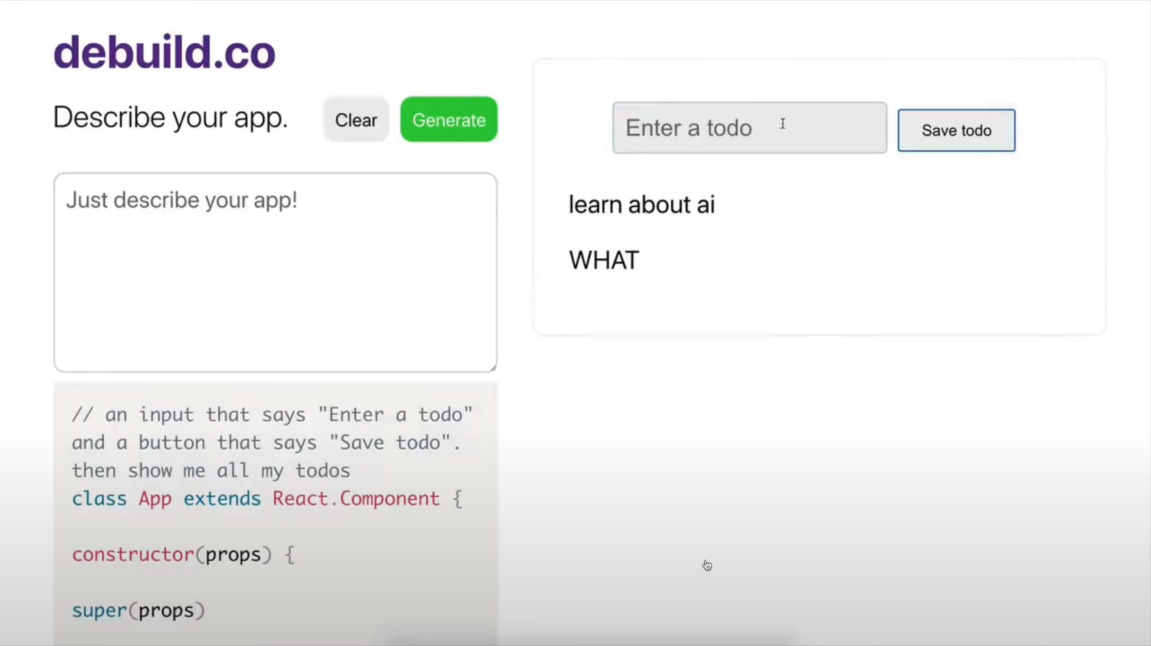 debuild.co
Describe your app.
Clear
Generate
Just describe your app!
// an input that says "Enter a todo"
and a button that says "Save todo".
then show me all my todos
class App extends React.Component {
constructor(props) {
super(props)
Enter a todo
Save todo
learn about ai
WHAT